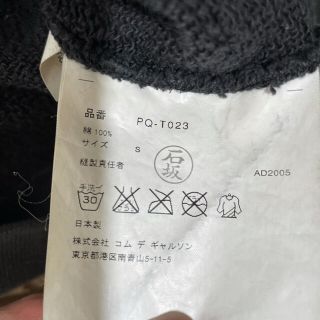 品番 PQ-T023
綿 100%
サイズ S
縫製責任者 石坂 AD2005
手洗イ 30
日本製
株式会社 コム デ ギャルソン
東京都港区南青山5-11-5